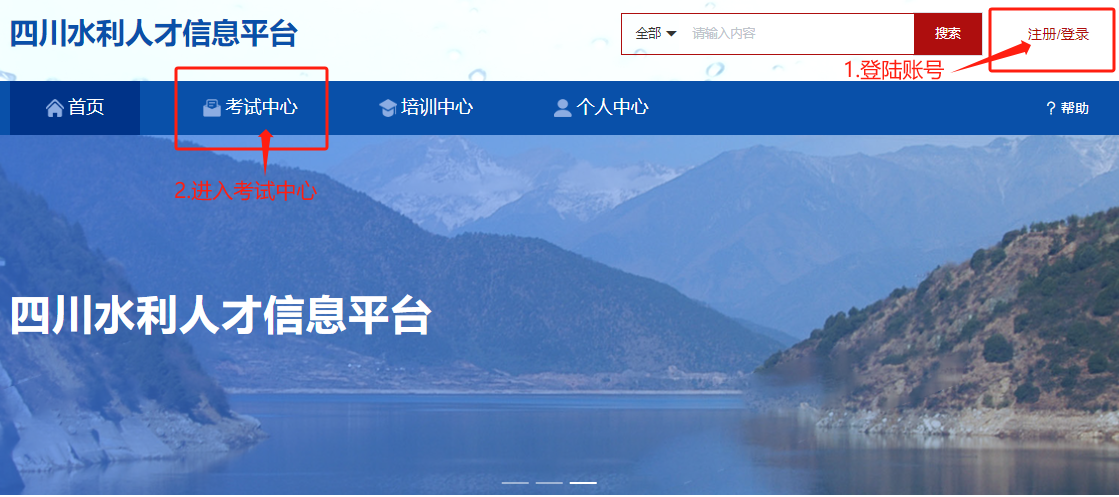 四川水利人才信息平台
全部 请输入内容 搜索 注册/登录
1.登陆账号
首页 考试中心 培训中心 个人中心 ? 帮助
2.进入考试中心
四川水利人才信息平台